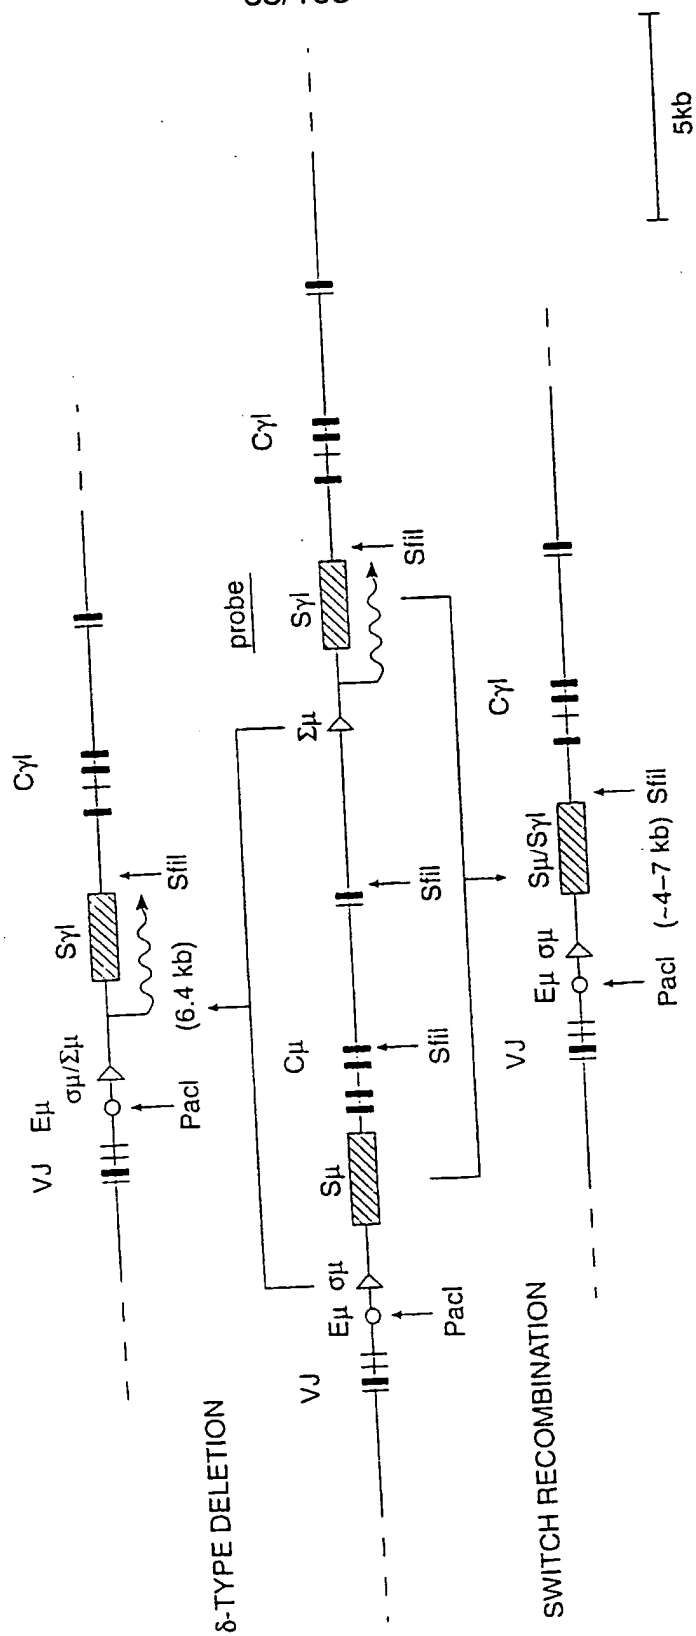 VJ Eμ σμ/Σμ Sγl Cγl
PacI SfiI
(6.4 kb)
δ-TYPE DELETION
VJ Eμ σμ Sμ Cμ Σμ Sγl Cγl
probe
PacI SfiI SfiI SfiI
SWITCH RECOMBINATION
VJ Eμ σμ Sμ/Sγl Cγl
PacI (~4–7 kb) SfiI
5kb